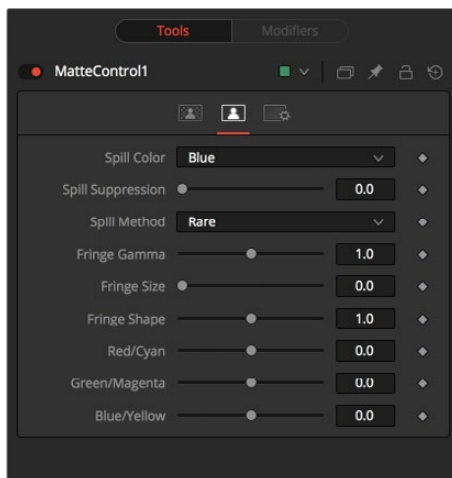 Tools Modifiers
MatteControl1
Spill Color Blue
Spill Suppression 0.0
Spill Method Rare
Fringe Gamma 1.0
Fringe Size 0.0
Fringe Shape 1.0
Red/Cyan 0.0
Green/Magenta 0.0
Blue/Yellow 0.0